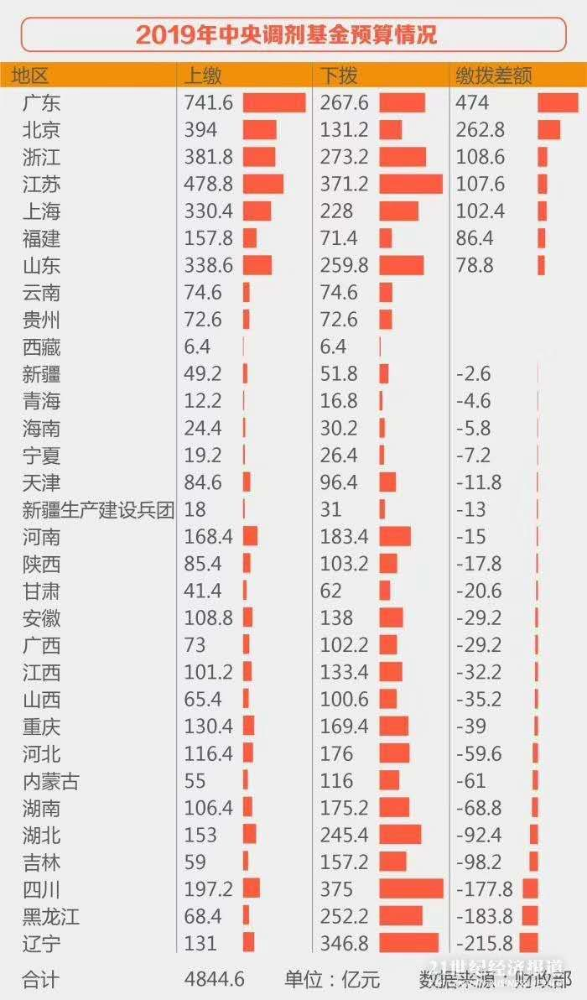 2019年中央调剂基金预算情况
地区 上缴 下拨 缴拨差额
广东 741.6 267.6 474
北京 394 131.2 262.8
浙江 381.8 273.2 108.6
江苏 478.8 371.2 107.6
上海 330.4 228 102.4
福建 157.8 71.4 86.4
山东 338.6 259.8 78.8
云南 74.6 74.6
贵州 72.6 72.6
西藏 6.4 6.4
新疆 49.2 51.8 -2.6
青海 12.2 16.8 -4.6
海南 24.4 30.2 -5.8
宁夏 19.2 26.4 -7.2
天津 84.6 96.4 -11.8
新疆生产建设兵团 18 31 -13
河南 168.4 183.4 -15
陕西 85.4 103.2 -17.8
甘肃 41.4 62 -20.6
安徽 108.8 138 -29.2
广西 73 102.2 -29.2
江西 101.2 133.4 -32.2
山西 65.4 100.6 -35.2
重庆 130.4 169.4 -39
河北 116.4 176 -59.6
内蒙古 55 116 -61
湖南 106.4 175.2 -68.8
湖北 153 245.4 -92.4
吉林 59 157.2 -98.2
四川 197.2 375 -177.8
黑龙江 68.4 252.2 -183.8
辽宁 131 346.8 -215.8
21世纪经济报道
合计 4844.6 单位：亿元 数据来源：财政部